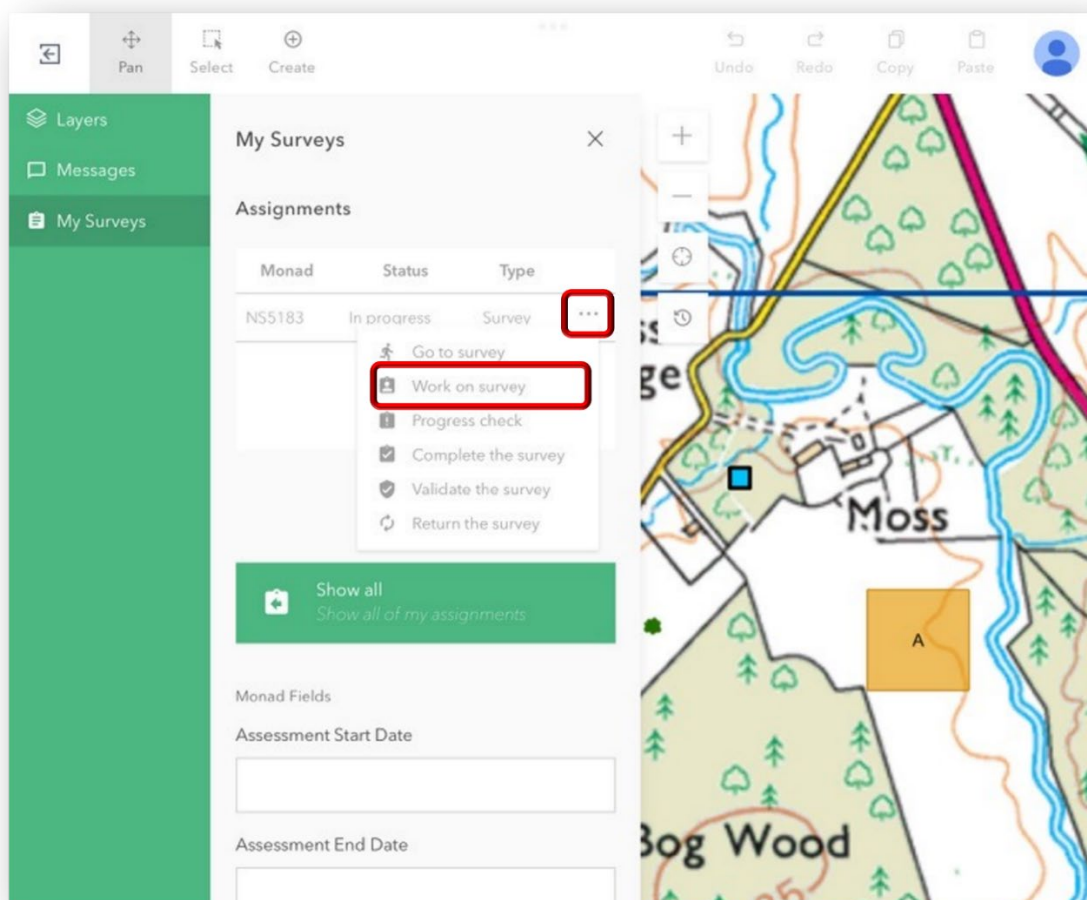 Pan Select Create Undo Redo Copy Paste
Layers
Messages
My Surveys
My Surveys
Assignments
Monad Status Type
NS5183 In progress Survey
Go to survey
Work on survey
Progress check
Complete the survey
Validate the survey
Return the survey
Show all
Show all of my assignments
Monad Fields
Assessment Start Date
Assessment End Date
ge
Moss
A
Bog Wood